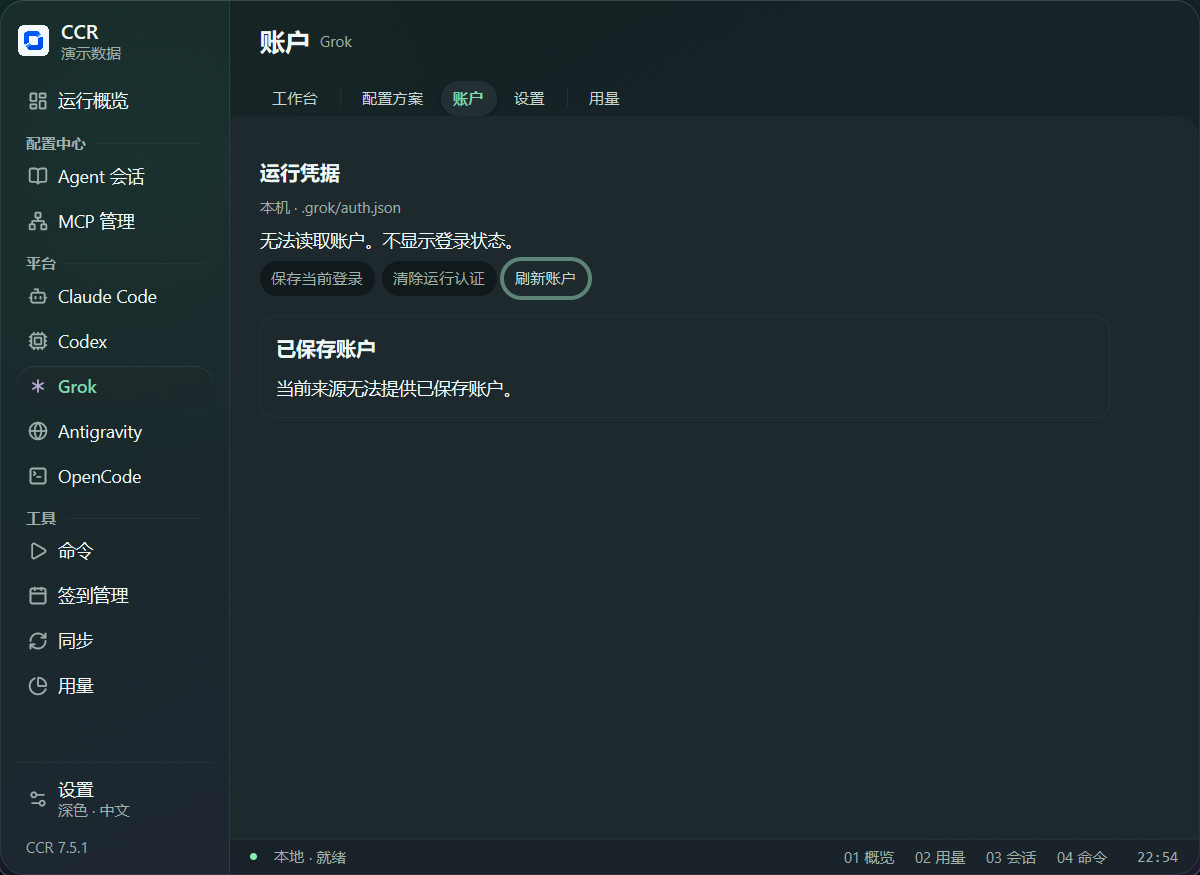 CCR
演示数据
运行概览
配置中心
Agent 会话
MCP 管理
平台
Claude Code
Codex
Grok
Antigravity
OpenCode
工具
命令
签到管理
同步
用量
设置
深色 · 中文
CCR 7.5.1
账户 Grok
工作台 配置方案 账户 设置 用量
运行凭据
本机 · .grok/auth.json
无法读取账户。不显示登录状态。
保存当前登录 清除运行认证 刷新账户
已保存账户
当前来源无法提供已保存账户。
本地 · 就绪 01 概览 02 用量 03 会话 04 命令 22:54